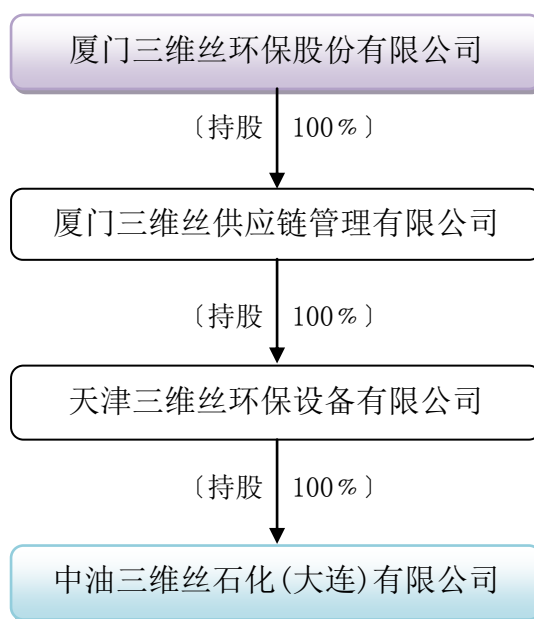 厦门三维丝环保股份有限公司
〔持股 100%〕
厦门三维丝供应链管理有限公司
〔持股 100%〕
天津三维丝环保设备有限公司
〔持股 100%〕
中油三维丝石化(大连)有限公司